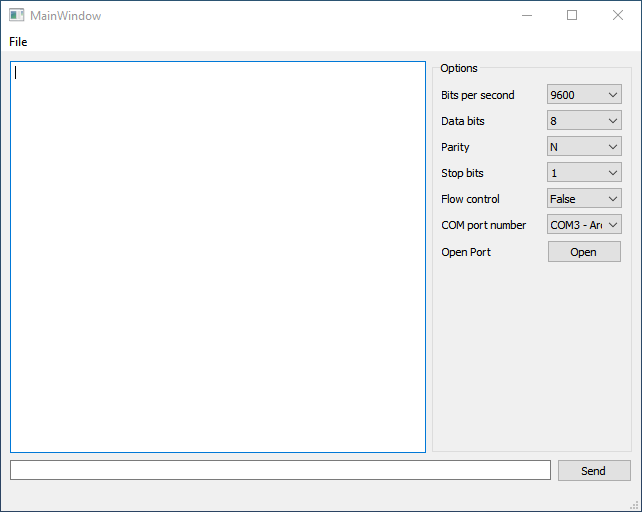 MainWindow
File
Options
Bits per second 9600
Data bits 8
Parity N
Stop bits 1
Flow control False
COM port number COM3 -
Open Port Open
Send